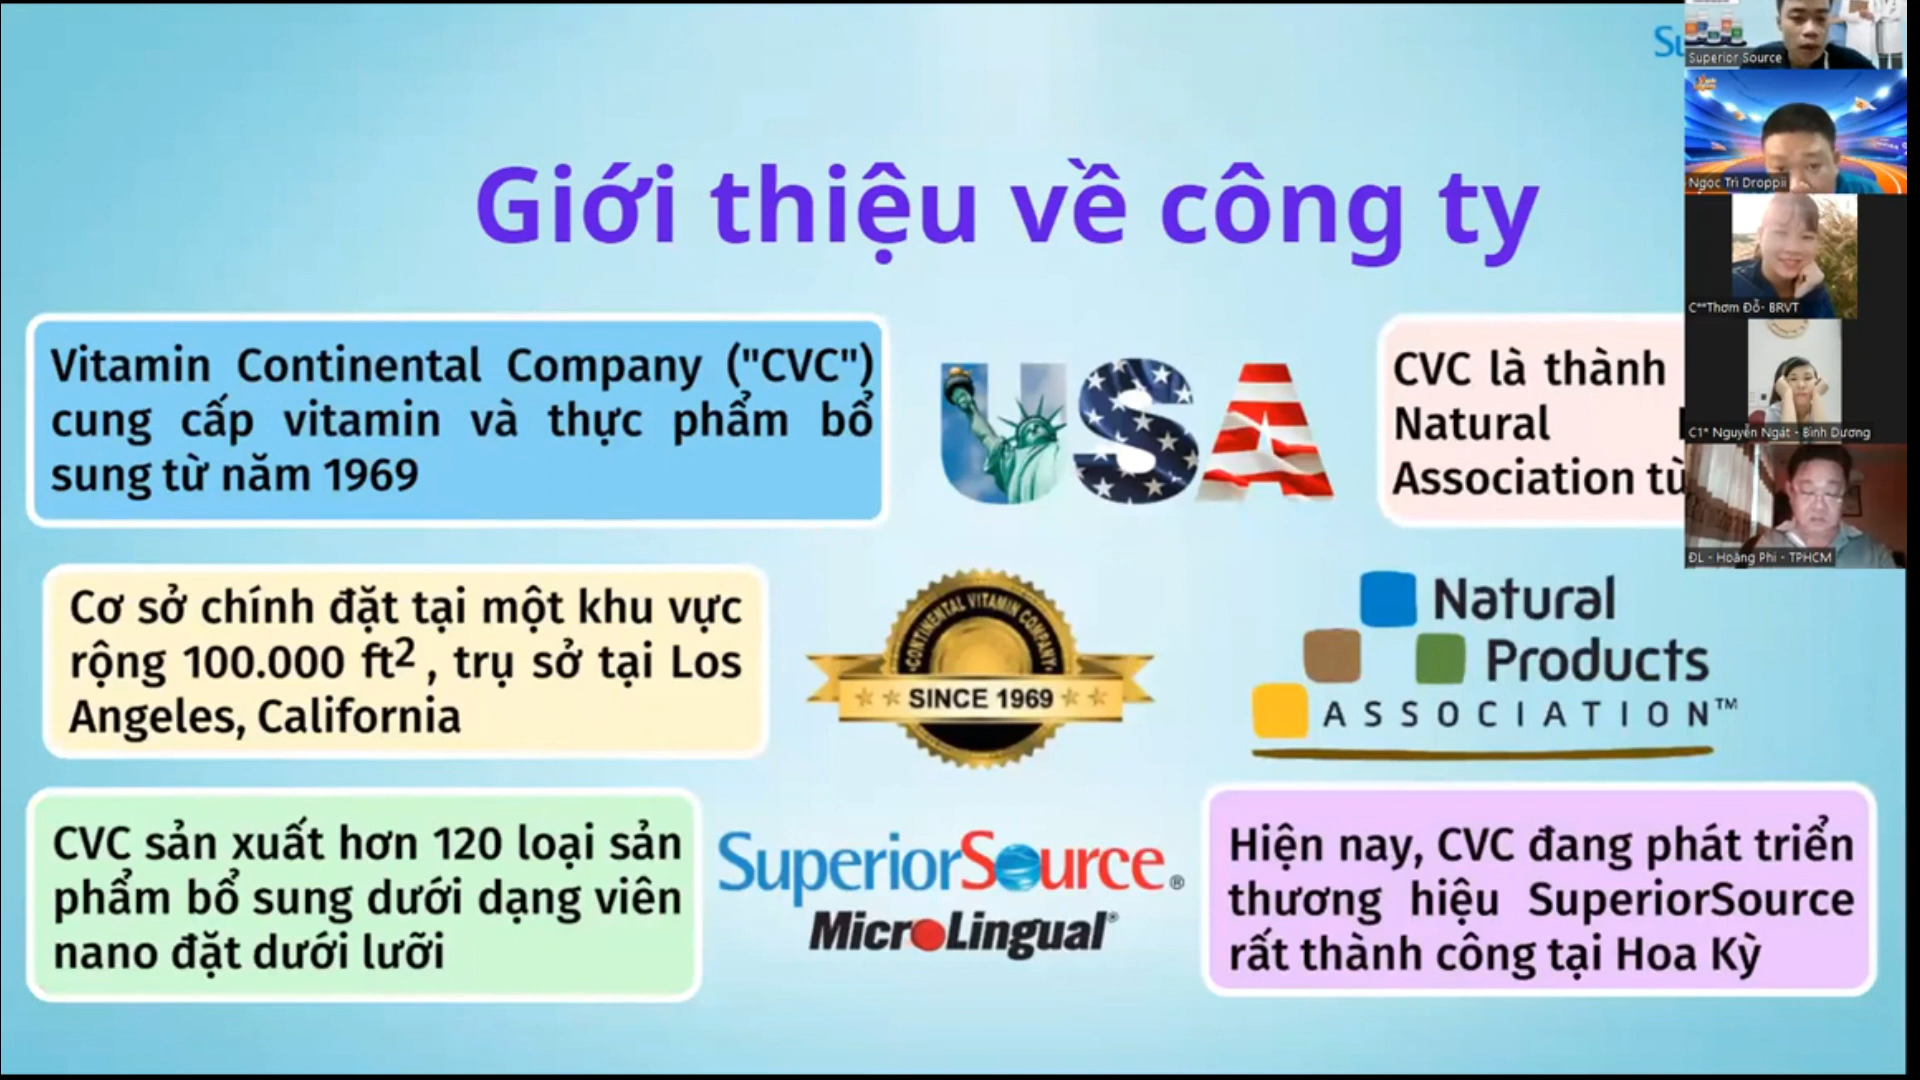 Giới thiệu về công ty
Vitamin Continental Company ("CVC")
cung cấp vitamin và thực phẩm bổ
sung từ năm 1969
USA
CVC là thành
Natural
Association từ
Cơ sở chính đặt tại một khu vực
rộng 100.000 ft², trụ sở tại Los
Angeles, California
CONTINENTAL VITAMIN COMPANY
SINCE 1969
Natural
Products
ASSOCIATION™
CVC sản xuất hơn 120 loại sản
phẩm bổ sung dưới dạng viên
nano đặt dưới lưỡi
SuperiorSource®
MicroLingual®
Hiện nay, CVC đang phát triển
thương hiệu SuperiorSource
rất thành công tại Hoa Kỳ
Superior Source
Ngọc Trì Droppii
C**Thơm Đỗ- BRVT
C1* Nguyễn Ngát - Bình Dương
ĐL - Hoàng Phi - TPHCM